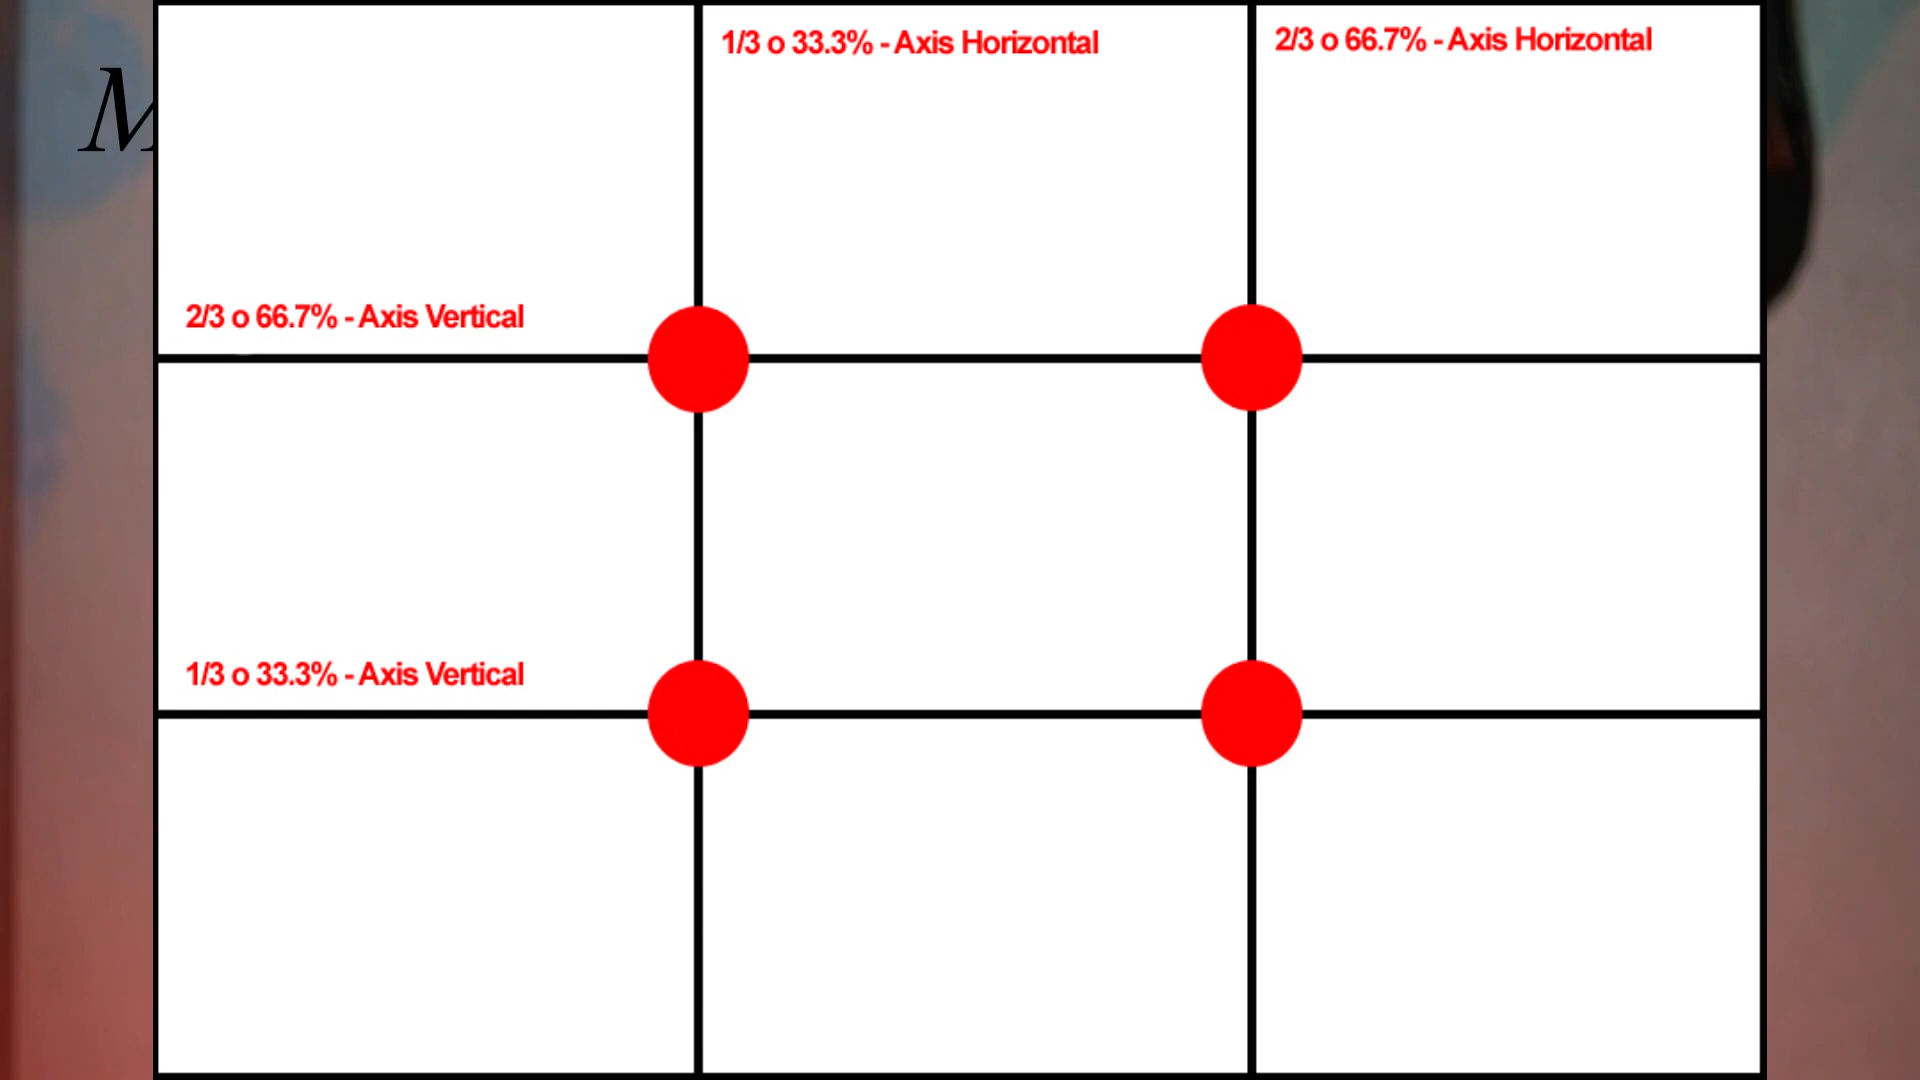 1/3 o 33.3% - Axis Horizontal
2/3 o 66.7% - Axis Horizontal
M
2/3 o 66.7% - Axis Vertical
1/3 o 33.3% - Axis Vertical